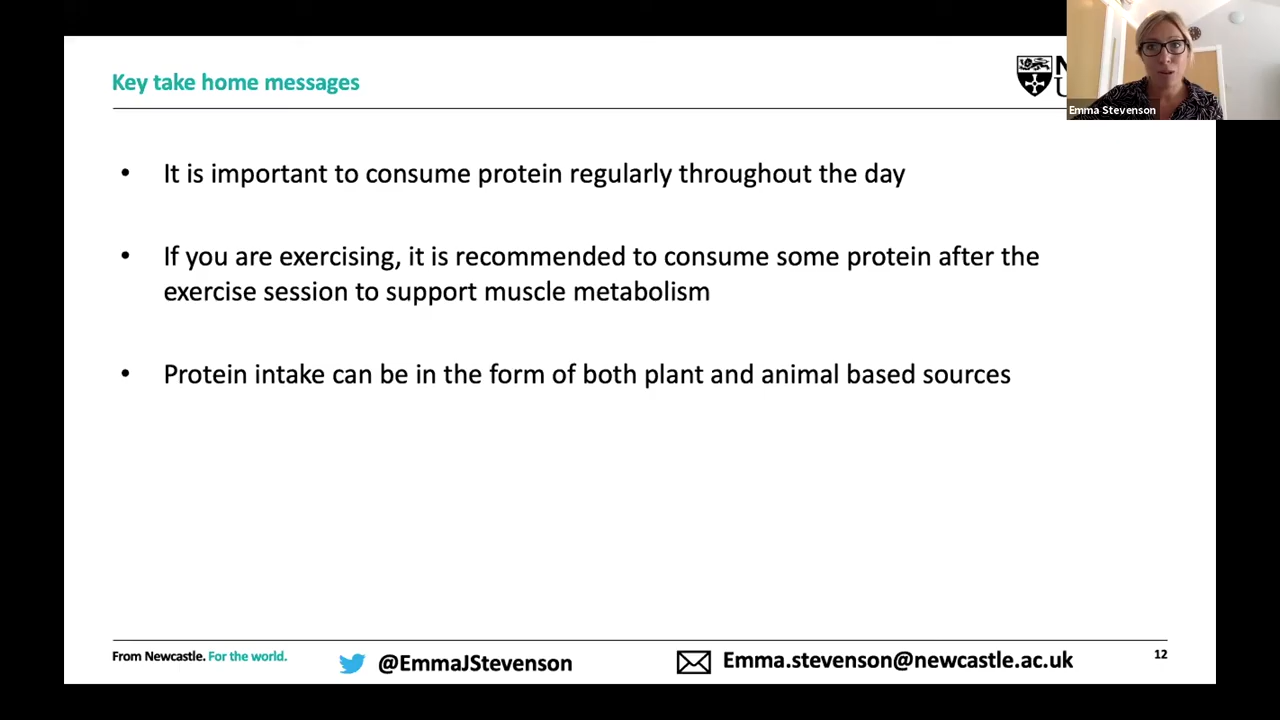 Key take home messages
Emma Stevenson
• It is important to consume protein regularly throughout the day
• If you are exercising, it is recommended to consume some protein after the
exercise session to support muscle metabolism
• Protein intake can be in the form of both plant and animal based sources
From Newcastle. For the world.
@EmmaJStevenson
Emma.stevenson@newcastle.ac.uk
12